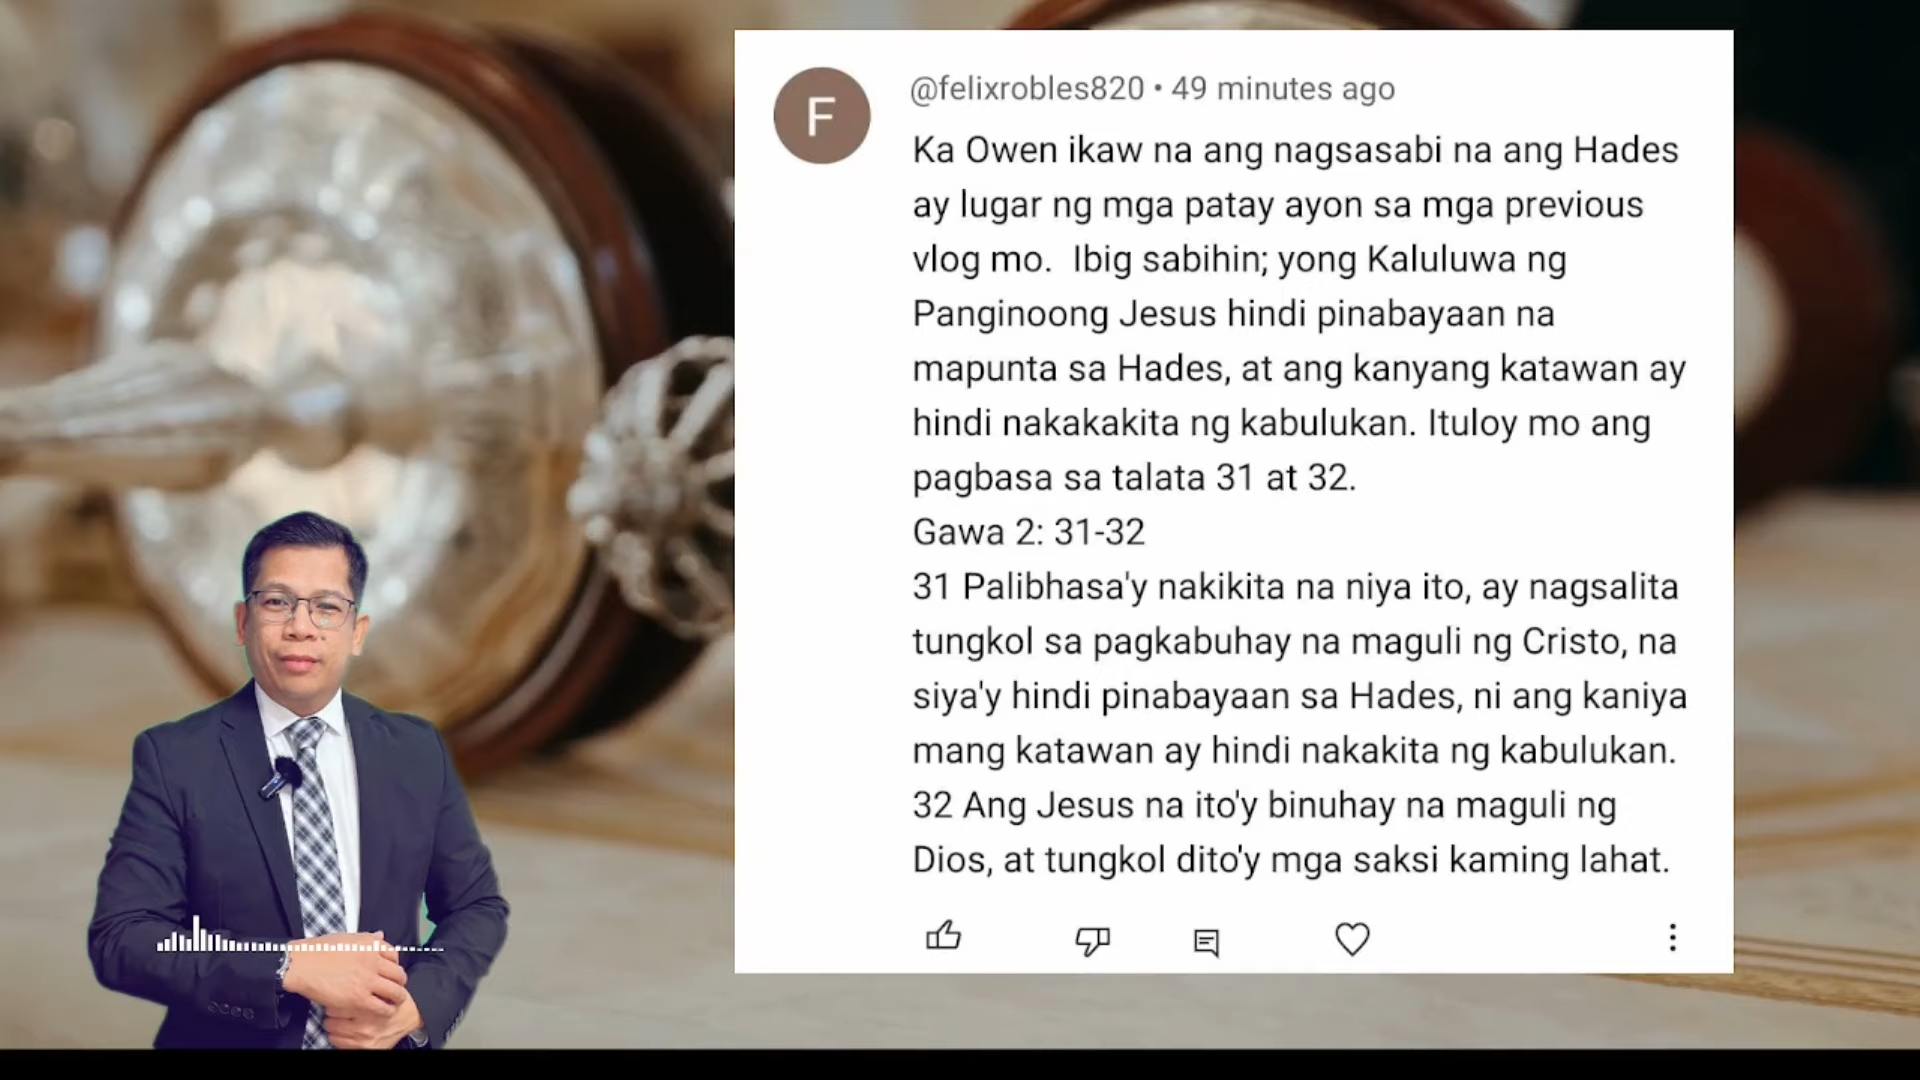 F
@felixrobles820 • 49 minutes ago
Ka Owen ikaw na ang nagsasabi na ang Hades
ay lugar ng mga patay ayon sa mga previous
vlog mo.  Ibig sabihin; yong Kaluluwa ng
Panginoong Jesus hindi pinabayaan na
mapunta sa Hades, at ang kanyang katawan ay
hindi nakakakita ng kabulukan. Ituloy mo ang
pagbasa sa talata 31 at 32.
Gawa 2: 31-32
31 Palibhasa'y nakikita na niya ito, ay nagsalita
tungkol sa pagkabuhay na maguli ng Cristo, na
siya'y hindi pinabayaan sa Hades, ni ang kaniya
mang katawan ay hindi nakakita ng kabulukan.
32 Ang Jesus na ito'y binuhay na maguli ng
Dios, at tungkol dito'y mga saksi kaming lahat.